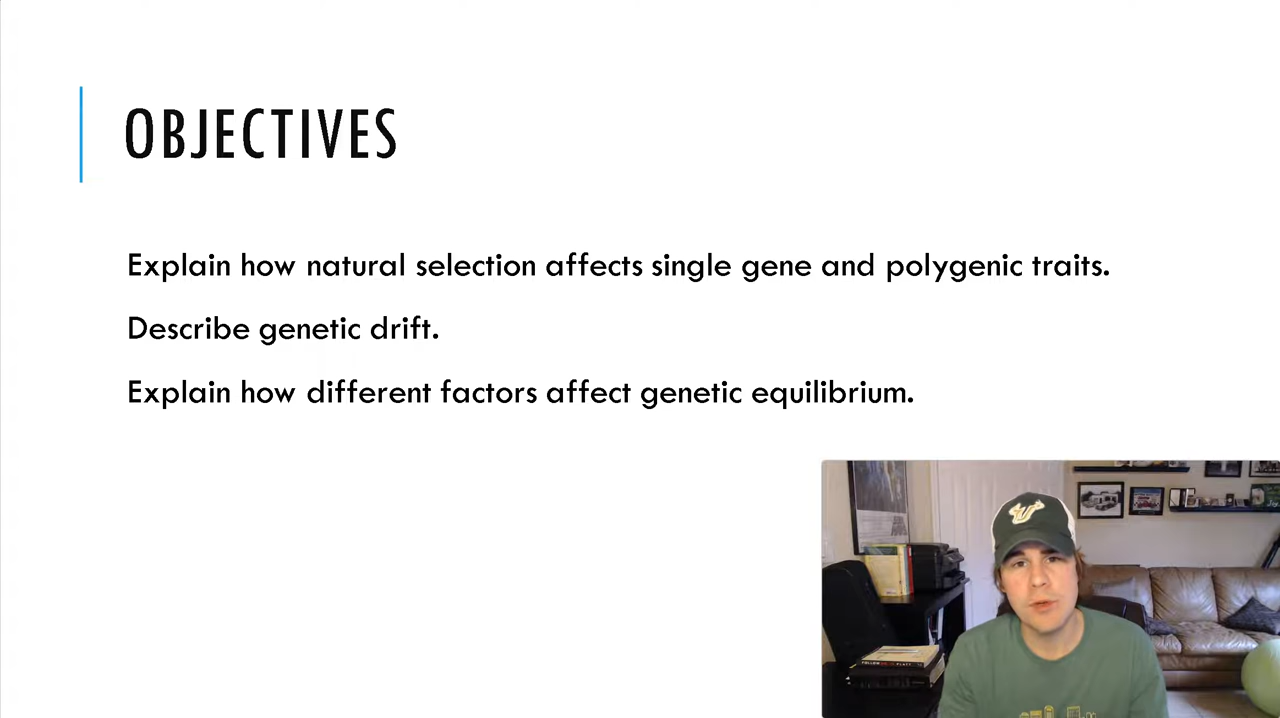 OBJECTIVES
Explain how natural selection affects single gene and polygenic traits.
Describe genetic drift.
Explain how different factors affect genetic equilibrium.